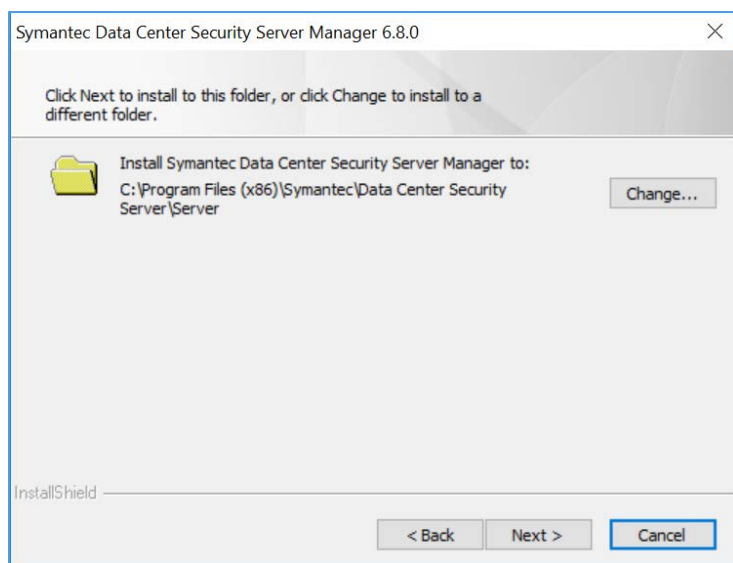 Symantec Data Center Security Server Manager 6.8.0
Click Next to install to this folder, or click Change to install to a
different folder.
Install Symantec Data Center Security Server Manager to:
C:\Program Files (x86)\Symantec\Data Center Security
Server\Server
Change...
InstallShield
< Back
Next >
Cancel